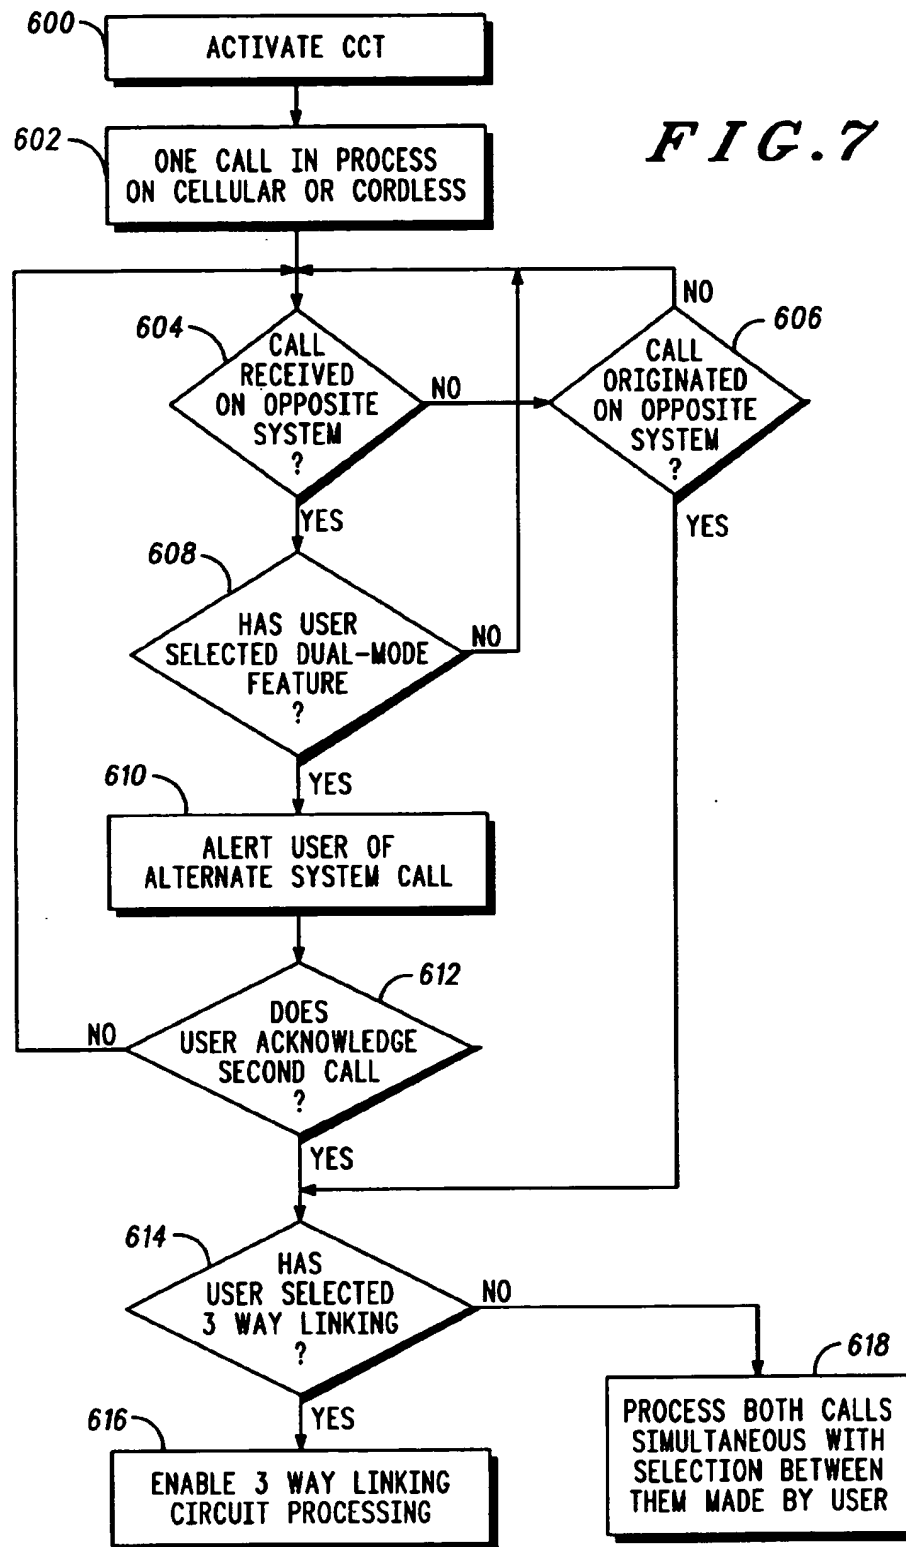 600
ACTIVATE CCT
602
ONE CALL IN PROCESS
ON CELLULAR OR CORDLESS
FIG.7
604
CALL
RECEIVED
ON OPPOSITE
SYSTEM
?
NO
YES
606
CALL
ORIGINATED
ON OPPOSITE
SYSTEM
?
NO
YES
608
HAS USER
SELECTED DUAL-MODE
FEATURE
?
NO
YES
610
ALERT USER OF
ALTERNATE SYSTEM CALL
612
DOES
USER ACKNOWLEDGE
SECOND CALL
?
NO
YES
614
HAS
USER SELECTED
3 WAY LINKING
?
NO
YES
616
ENABLE 3 WAY LINKING
CIRCUIT PROCESSING
618
PROCESS BOTH CALLS
SIMULTANEOUS WITH
SELECTION BETWEEN
THEM MADE BY USER